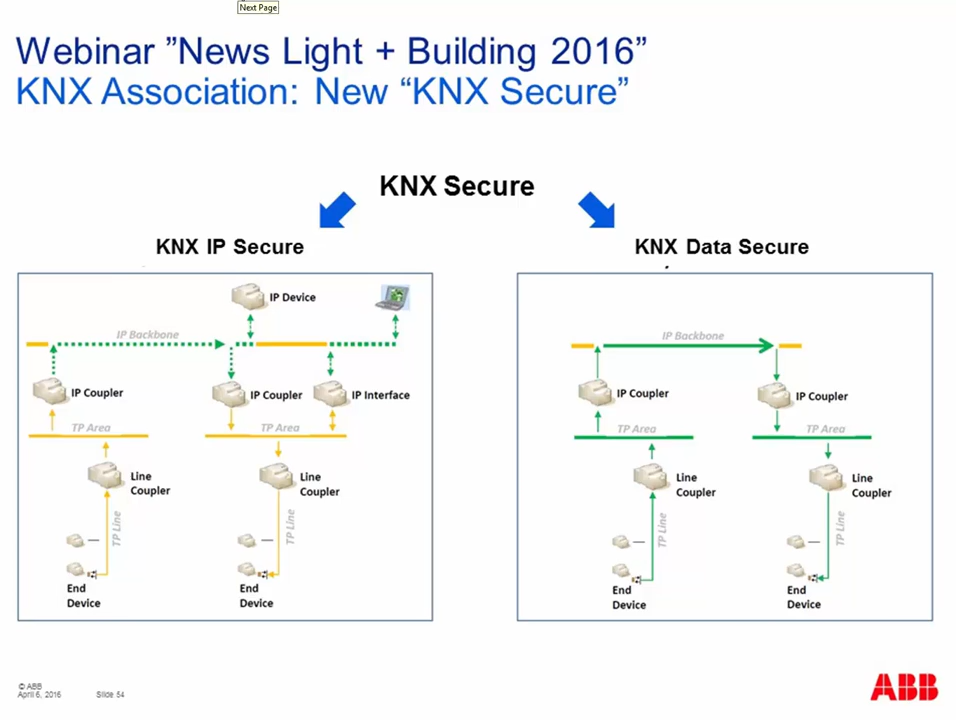 Next Page
Webinar ”News Light + Building 2016”
KNX Association: New “KNX Secure”
KNX Secure
KNX IP Secure
KNX Data Secure
IP Device
IP Backbone
IP Coupler
IP Coupler
IP Interface
TP Area
TP Area
Line
Coupler
Line
Coupler
TP Line
TP Line
End
Device
End
Device
IP Backbone
IP Coupler
IP Coupler
TP Area
TP Area
Line
Coupler
Line
Coupler
TP Line
TP Line
End
Device
End
Device
© ABB
April 6, 2016
Slide 54
ABB